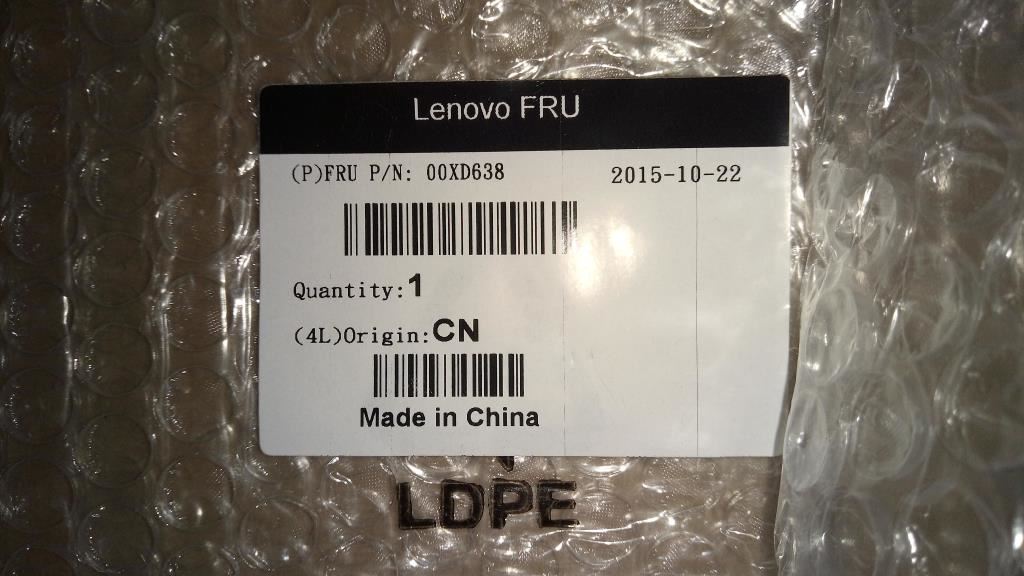 Lenovo FRU
(P)FRU P/N: 00XD638 2015-10-22
Quantity:1
(4L)Origin:CN
Made in China
LDPE